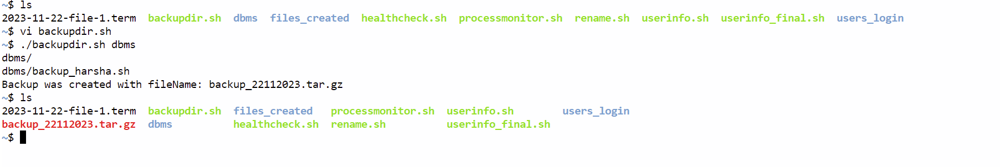 ~$ ls
2023-11-22-file-1.term  backupdir.sh  dbms  files_created  healthcheck.sh  processmonitor.sh  rename.sh  userinfo.sh  userinfo_final.sh  users_login
~$ vi backupdir.sh
~$ ./backupdir.sh dbms
dbms/
dbms/backup_harsha.sh
Backup was created with fileName: backup_22112023.tar.gz
~$ ls
2023-11-22-file-1.term  backupdir.sh  files_created   processmonitor.sh  userinfo.sh        users_login
backup_22112023.tar.gz  dbms          healthcheck.sh  rename.sh          userinfo_final.sh
~$